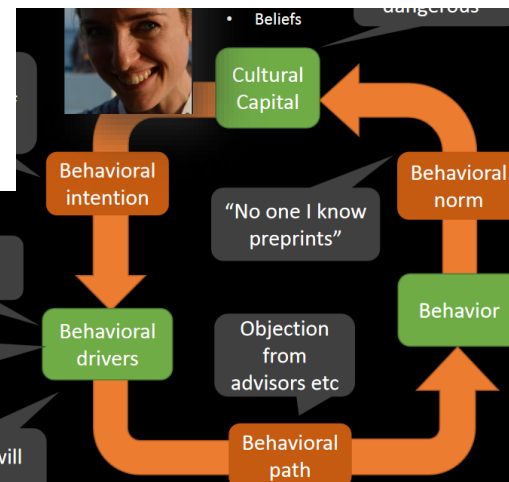 dangerous
• Beliefs
Cultural
Capital
Behavioral
intention
Behavioral
norm
“No one I know
preprints”
Behavioral
drivers
Behavior
Objection
from
advisors etc
will
Behavioral
path